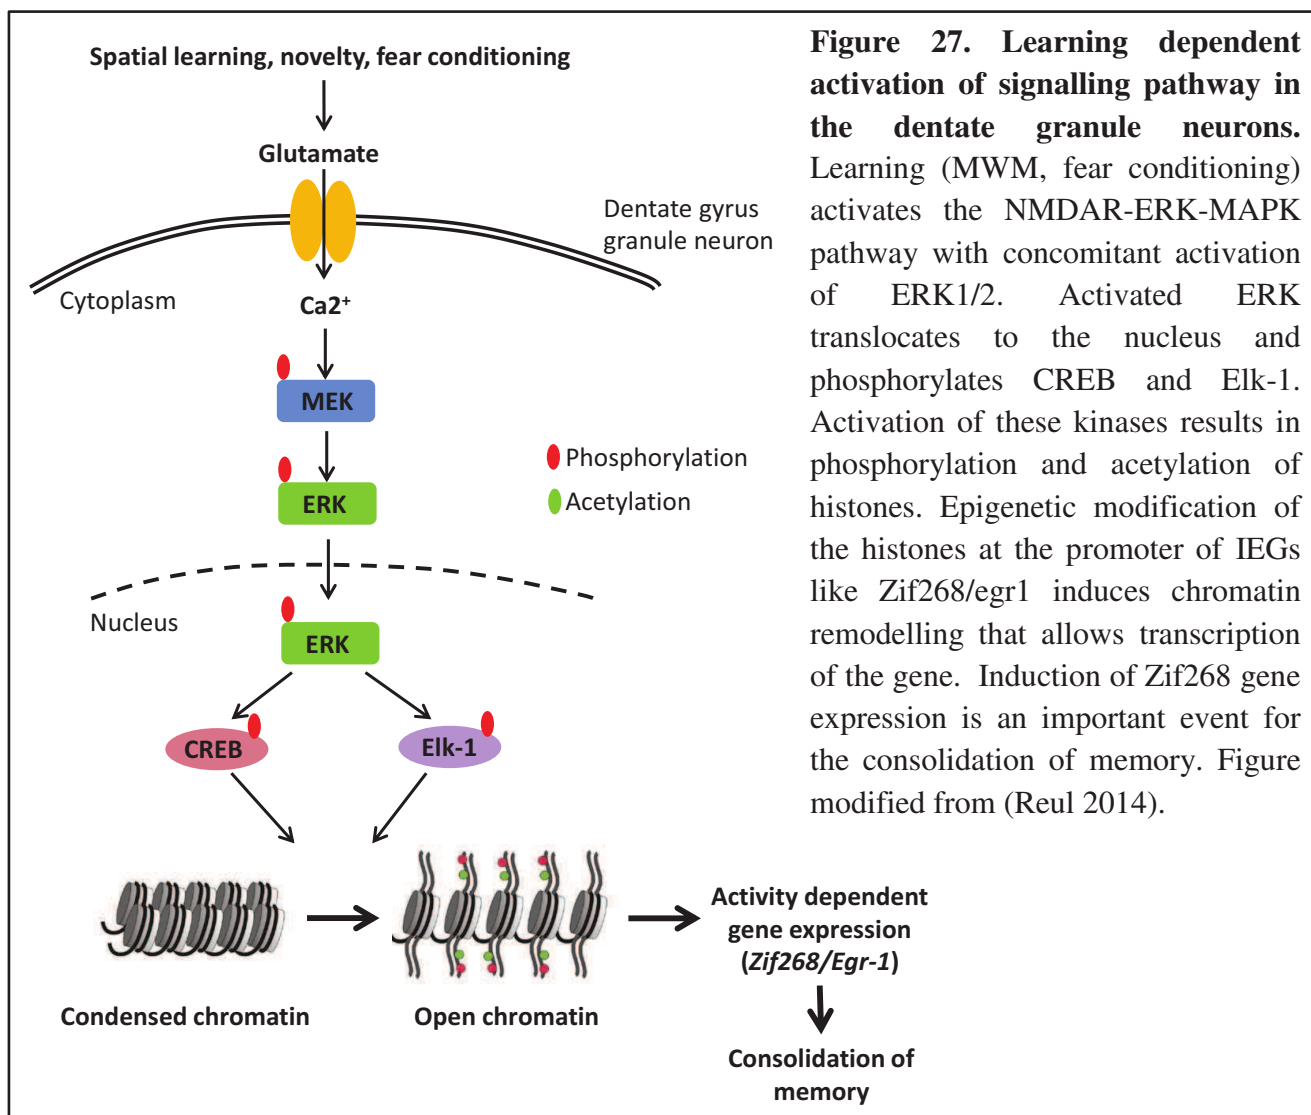 Spatial learning, novelty, fear conditioning
Glutamate
Dentate gyrus
granule neuron
Cytoplasm
Ca2⁺
MEK
Phosphorylation
Acetylation
ERK
Nucleus
ERK
CREB
Elk-1
Condensed chromatin
Open chromatin
Activity dependent
gene expression
(Zif268/Egr-1)
Consolidation of
memory
Figure 27. Learning dependent
activation of signalling pathway in
the dentate granule neurons.
Learning (MWM, fear conditioning)
activates the NMDAR-ERK-MAPK
pathway with concomitant activation
of ERK1/2. Activated ERK
translocates to the nucleus and
phosphorylates CREB and Elk-1.
Activation of these kinases results in
phosphorylation and acetylation of
histones. Epigenetic modification of
the histones at the promoter of IEGs
like Zif268/egr1 induces chromatin
remodelling that allows transcription
of the gene. Induction of Zif268 gene
expression is an important event for
the consolidation of memory. Figure
modified from (Reul 2014).